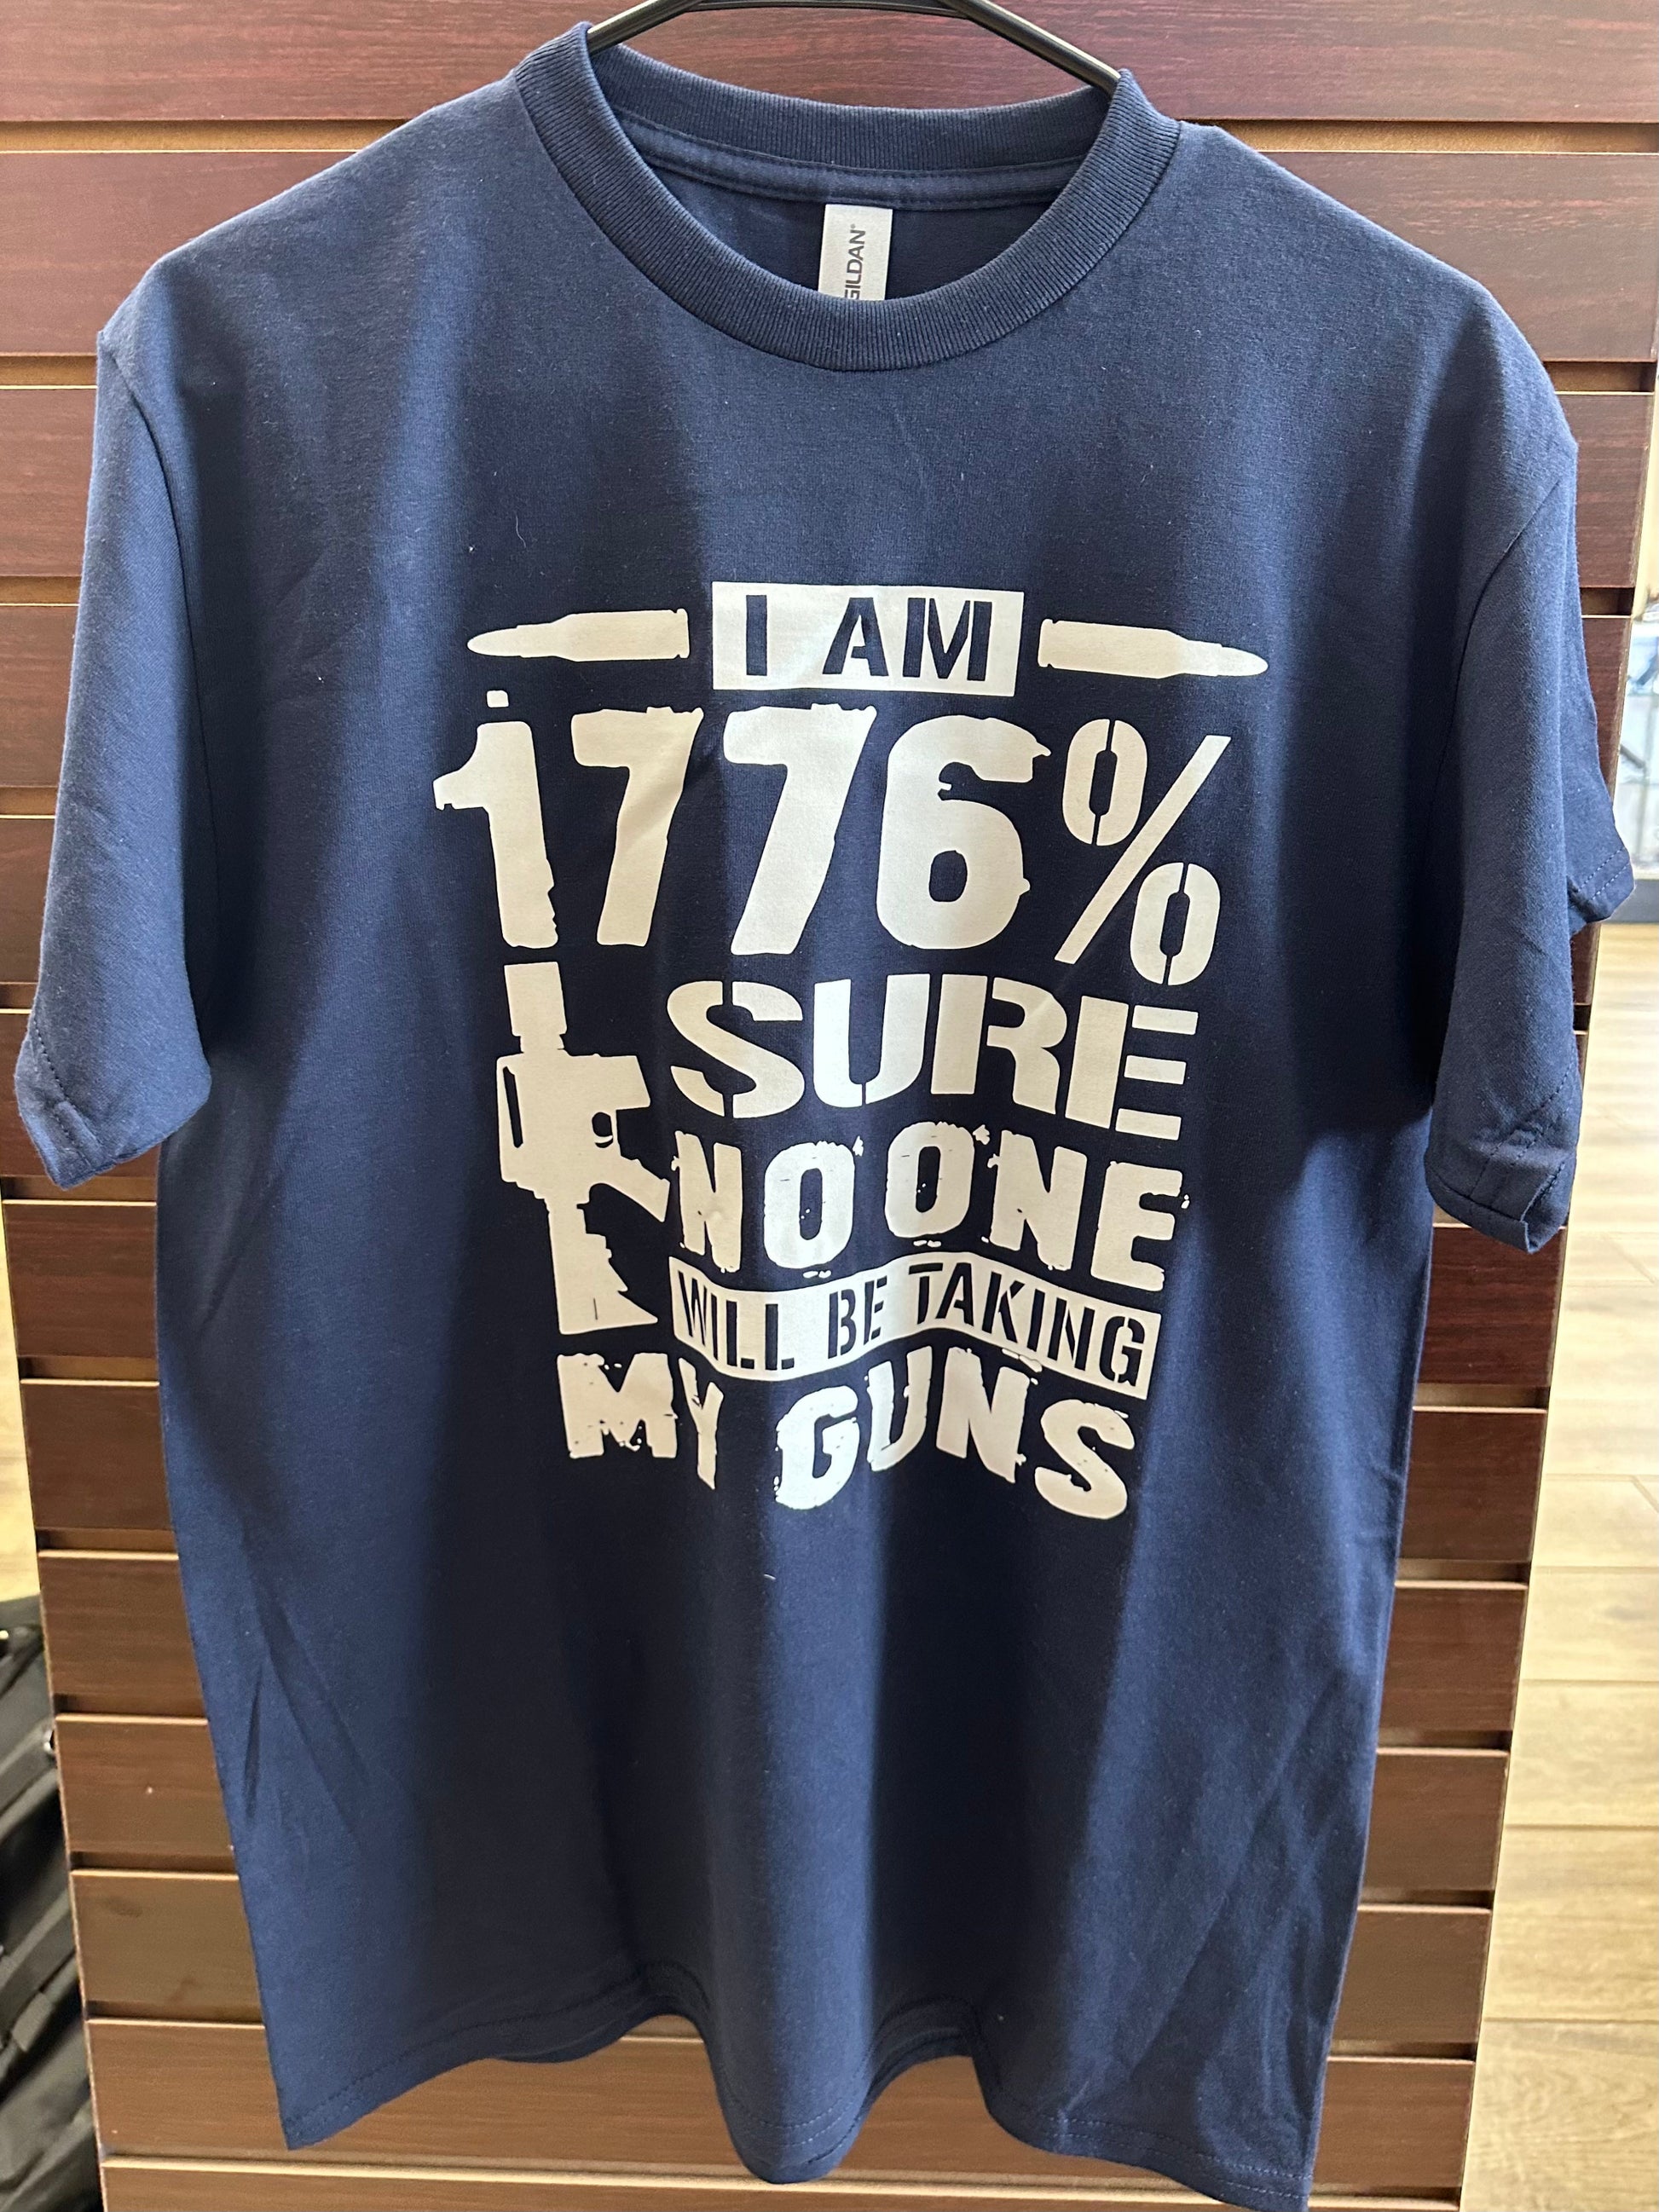 GILDAN®
I AM
1776%
SURE
NO ONE
WILL BE TAKING
MY GUNS